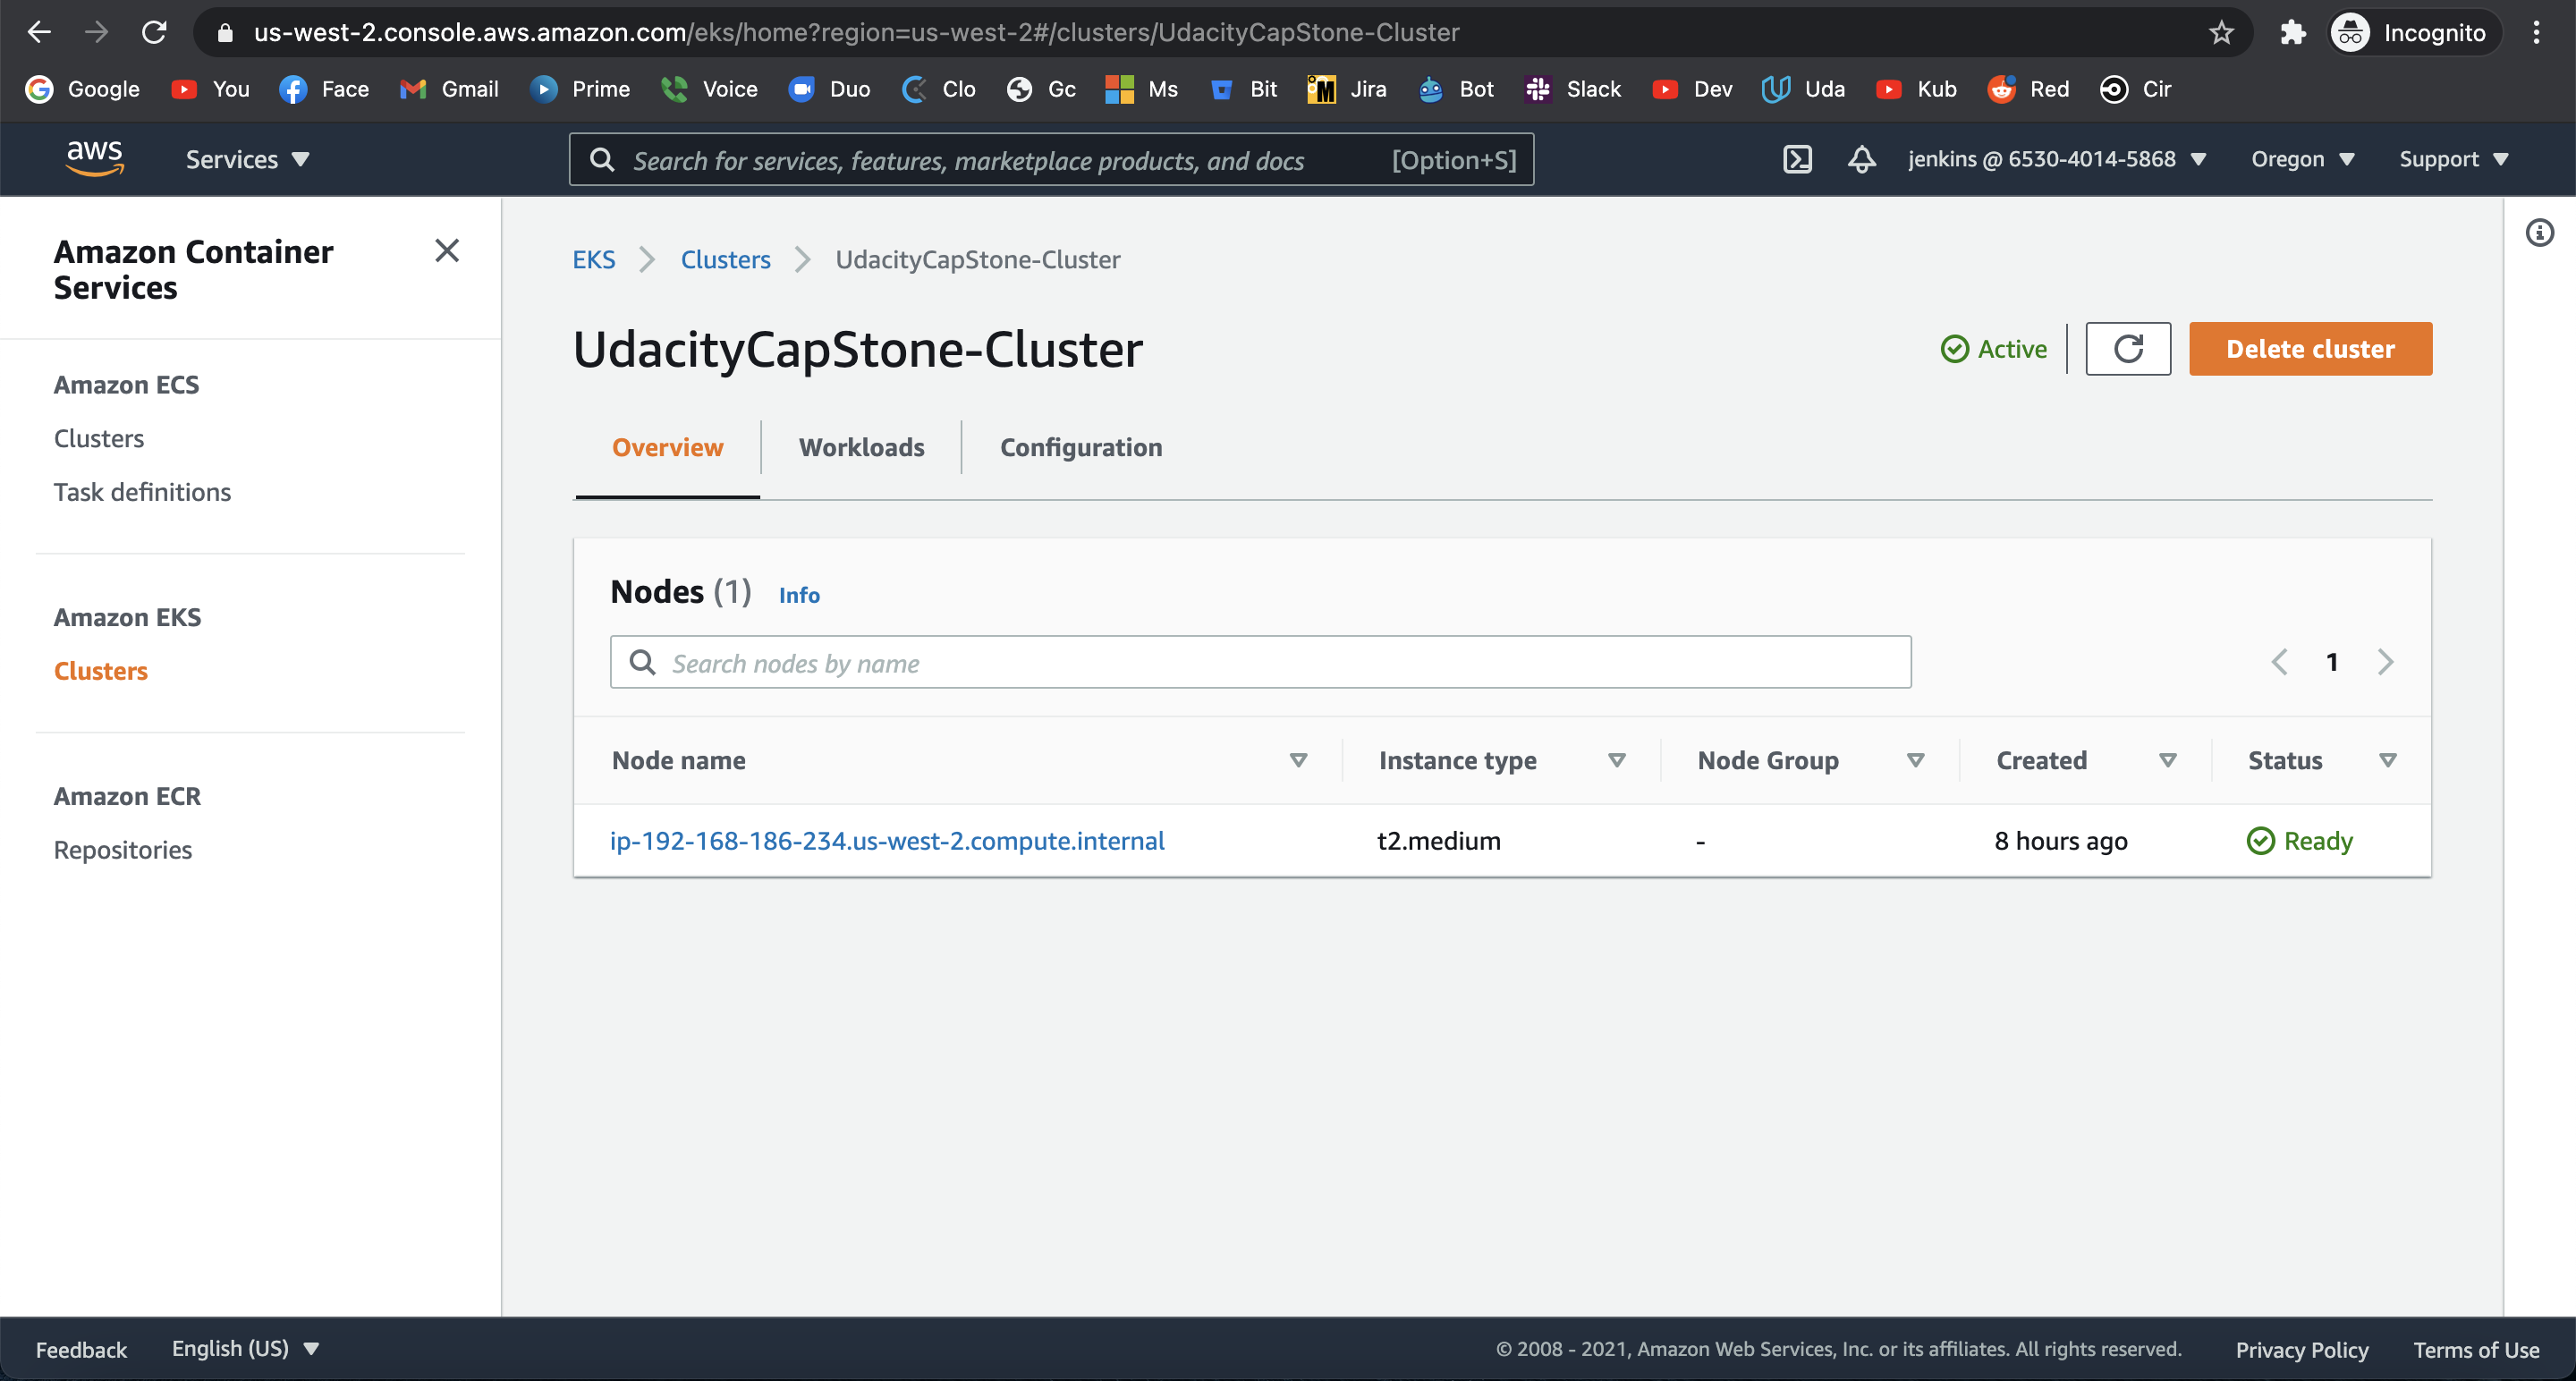 us-west-2.console.aws.amazon.com/eks/home?region=us-west-2#/clusters/UdacityCapStone-Cluster
Incognito
Google You Face Gmail Prime Voice Duo Clo Gc Ms Bit Jira Bot Slack Dev Uda Kub Red Cir
aws Services Search for services, features, marketplace products, and docs [Option+S] jenkins @ 6530-4014-5868 Oregon Support
Amazon Container
Services
Amazon ECS
Clusters
Task definitions
Amazon EKS
Clusters
Amazon ECR
Repositories
EKS Clusters UdacityCapStone-Cluster
UdacityCapStone-Cluster
Active Delete cluster
Overview Workloads Configuration
Nodes (1) Info
Search nodes by name
1
Node name Instance type Node Group Created Status
ip-192-168-186-234.us-west-2.compute.internal t2.medium - 8 hours ago Ready
Feedback English (US) © 2008 - 2021, Amazon Web Services, Inc. or its affiliates. All rights reserved. Privacy Policy Terms of Use